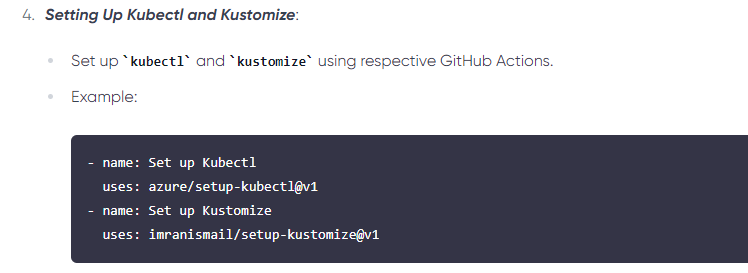 4. Setting Up Kubectl and Kustomize:
Set up `kubectl` and `kustomize` using respective GitHub Actions.
Example:
- name: Set up Kubectl
  uses: azure/setup-kubectl@v1
- name: Set up Kustomize
  uses: imranismail/setup-kustomize@v1